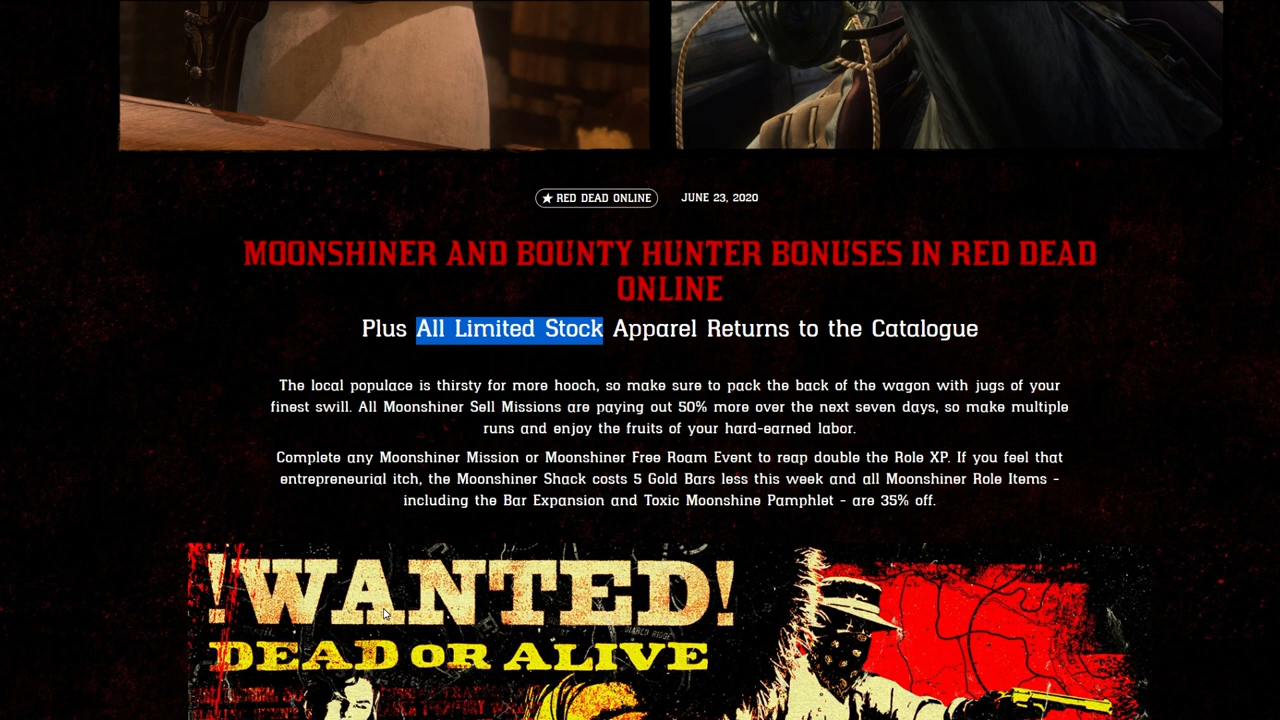 RED DEAD ONLINE
JUNE 23, 2020
MOONSHINER AND BOUNTY HUNTER BONUSES IN RED DEAD
ONLINE
Plus All Limited Stock Apparel Returns to the Catalogue
The local populace is thirsty for more hooch, so make sure to pack the back of the wagon with jugs of your
finest swill. All Moonshiner Sell Missions are paying out 50% more over the next seven days, so make multiple
runs and enjoy the fruits of your hard-earned labor.
Complete any Moonshiner Mission or Moonshiner Free Roam Event to reap double the Role XP. If you feel that
entrepreneurial itch, the Moonshiner Shack costs 5 Gold Bars less this week and all Moonshiner Role Items -
including the Bar Expansion and Toxic Moonshine Pamphlet - are 35% off.
!WANTED!
DEAD OR ALIVE